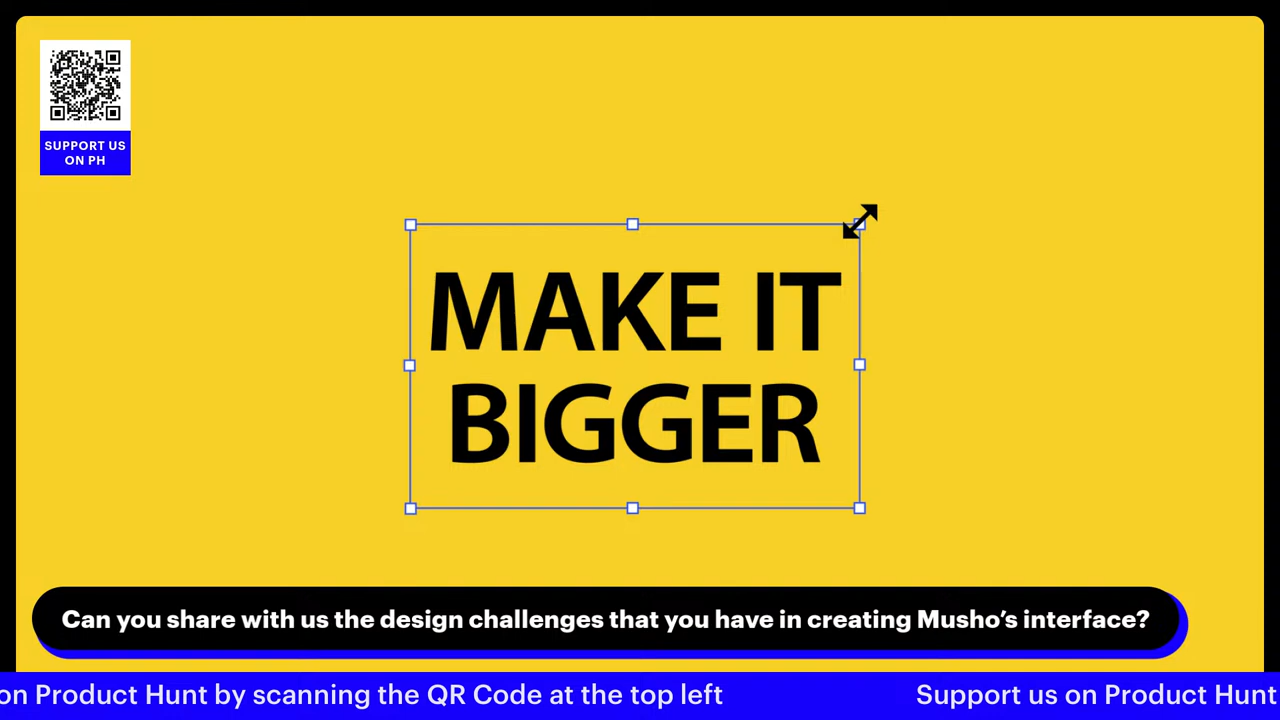 SUPPORT US
ON PH
MAKE IT
BIGGER
Can you share with us the design challenges that you have in creating Musho’s interface?
on Product Hunt by scanning the QR Code at the top left Support us on Product Hunt